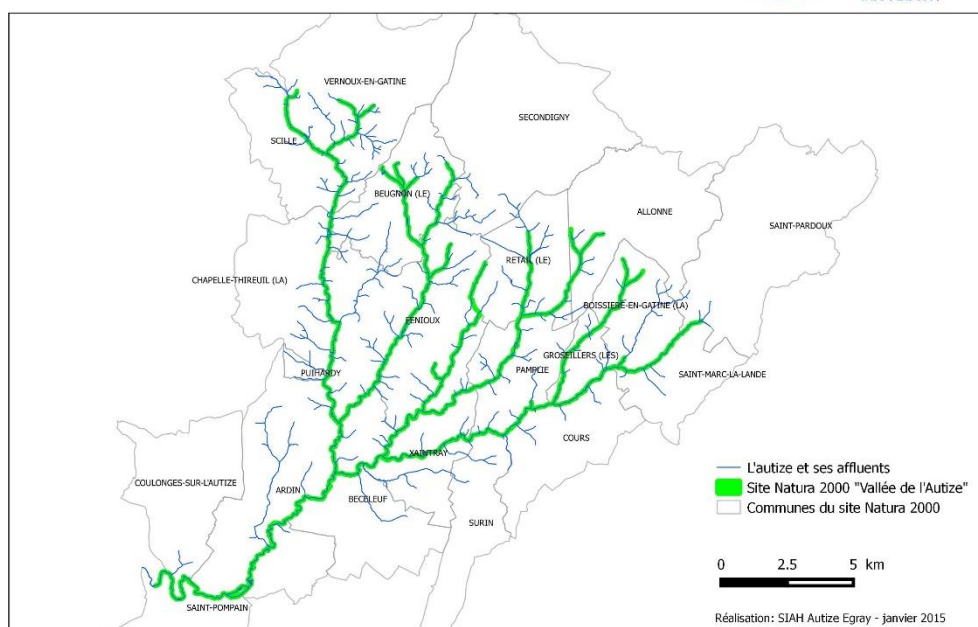 VERNOUX-EN-GATINE
SECONDIGNY
SCILLE
BEUGNON (LE)
ALLONNE
SAINT-PARDOUX
RETAIL (LE)
CHAPELLE-THIREUIL (LA)
BOISSIERE-EN-GATINE (LA)
FENIOUX
GROSEILLERS (LES)
PUIHARDY
PAMPLIE
SAINT-MARC-LA-LANDE
COURS
XAINTRAY
COULONGES-SUR-L'AUTIZE
ARDIN
BECELEUF
SURIN
SAINT-POMPAIN
L'autize et ses affluents
Site Natura 2000 "Vallée de l'Autize"
Communes du site Natura 2000
0 2.5 5 km
Réalisation: SIAH Autize Egray - janvier 2015